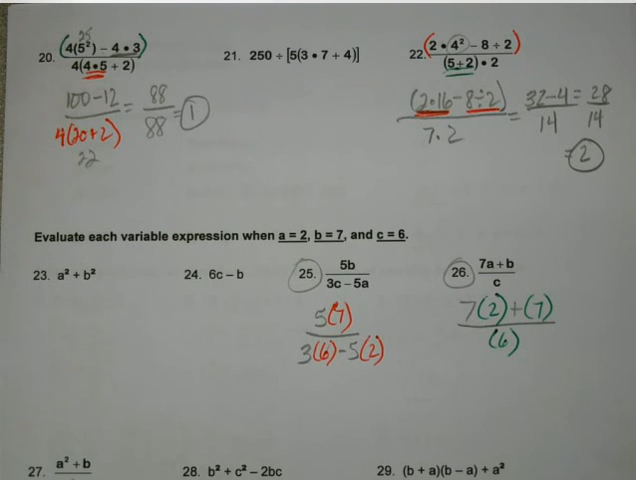 25
20. (4(5²) – 4 • 3) / 4(4 • 5 + 2)
100 – 12 / 4(20+2) = 88 / 88 = 1
22
21. 250 ÷ [5(3 • 7 + 4)]
22. (2 • 4² – 8 ÷ 2) / (5 + 2) • 2
(2•16 – 8÷2) / 7•2 = 32–4 / 14 = 28 / 14
= 2
Evaluate each variable expression when a = 2, b = 7, and c = 6.
23. a² + b²
24. 6c – b
25. 5b / 3c – 5a
5(7) / 3(6) – 5(2)
26. 7a + b / c
7(2)+(7) / (6)
27. a² + b
28. b² + c² – 2bc
29. (b + a)(b – a) + a²